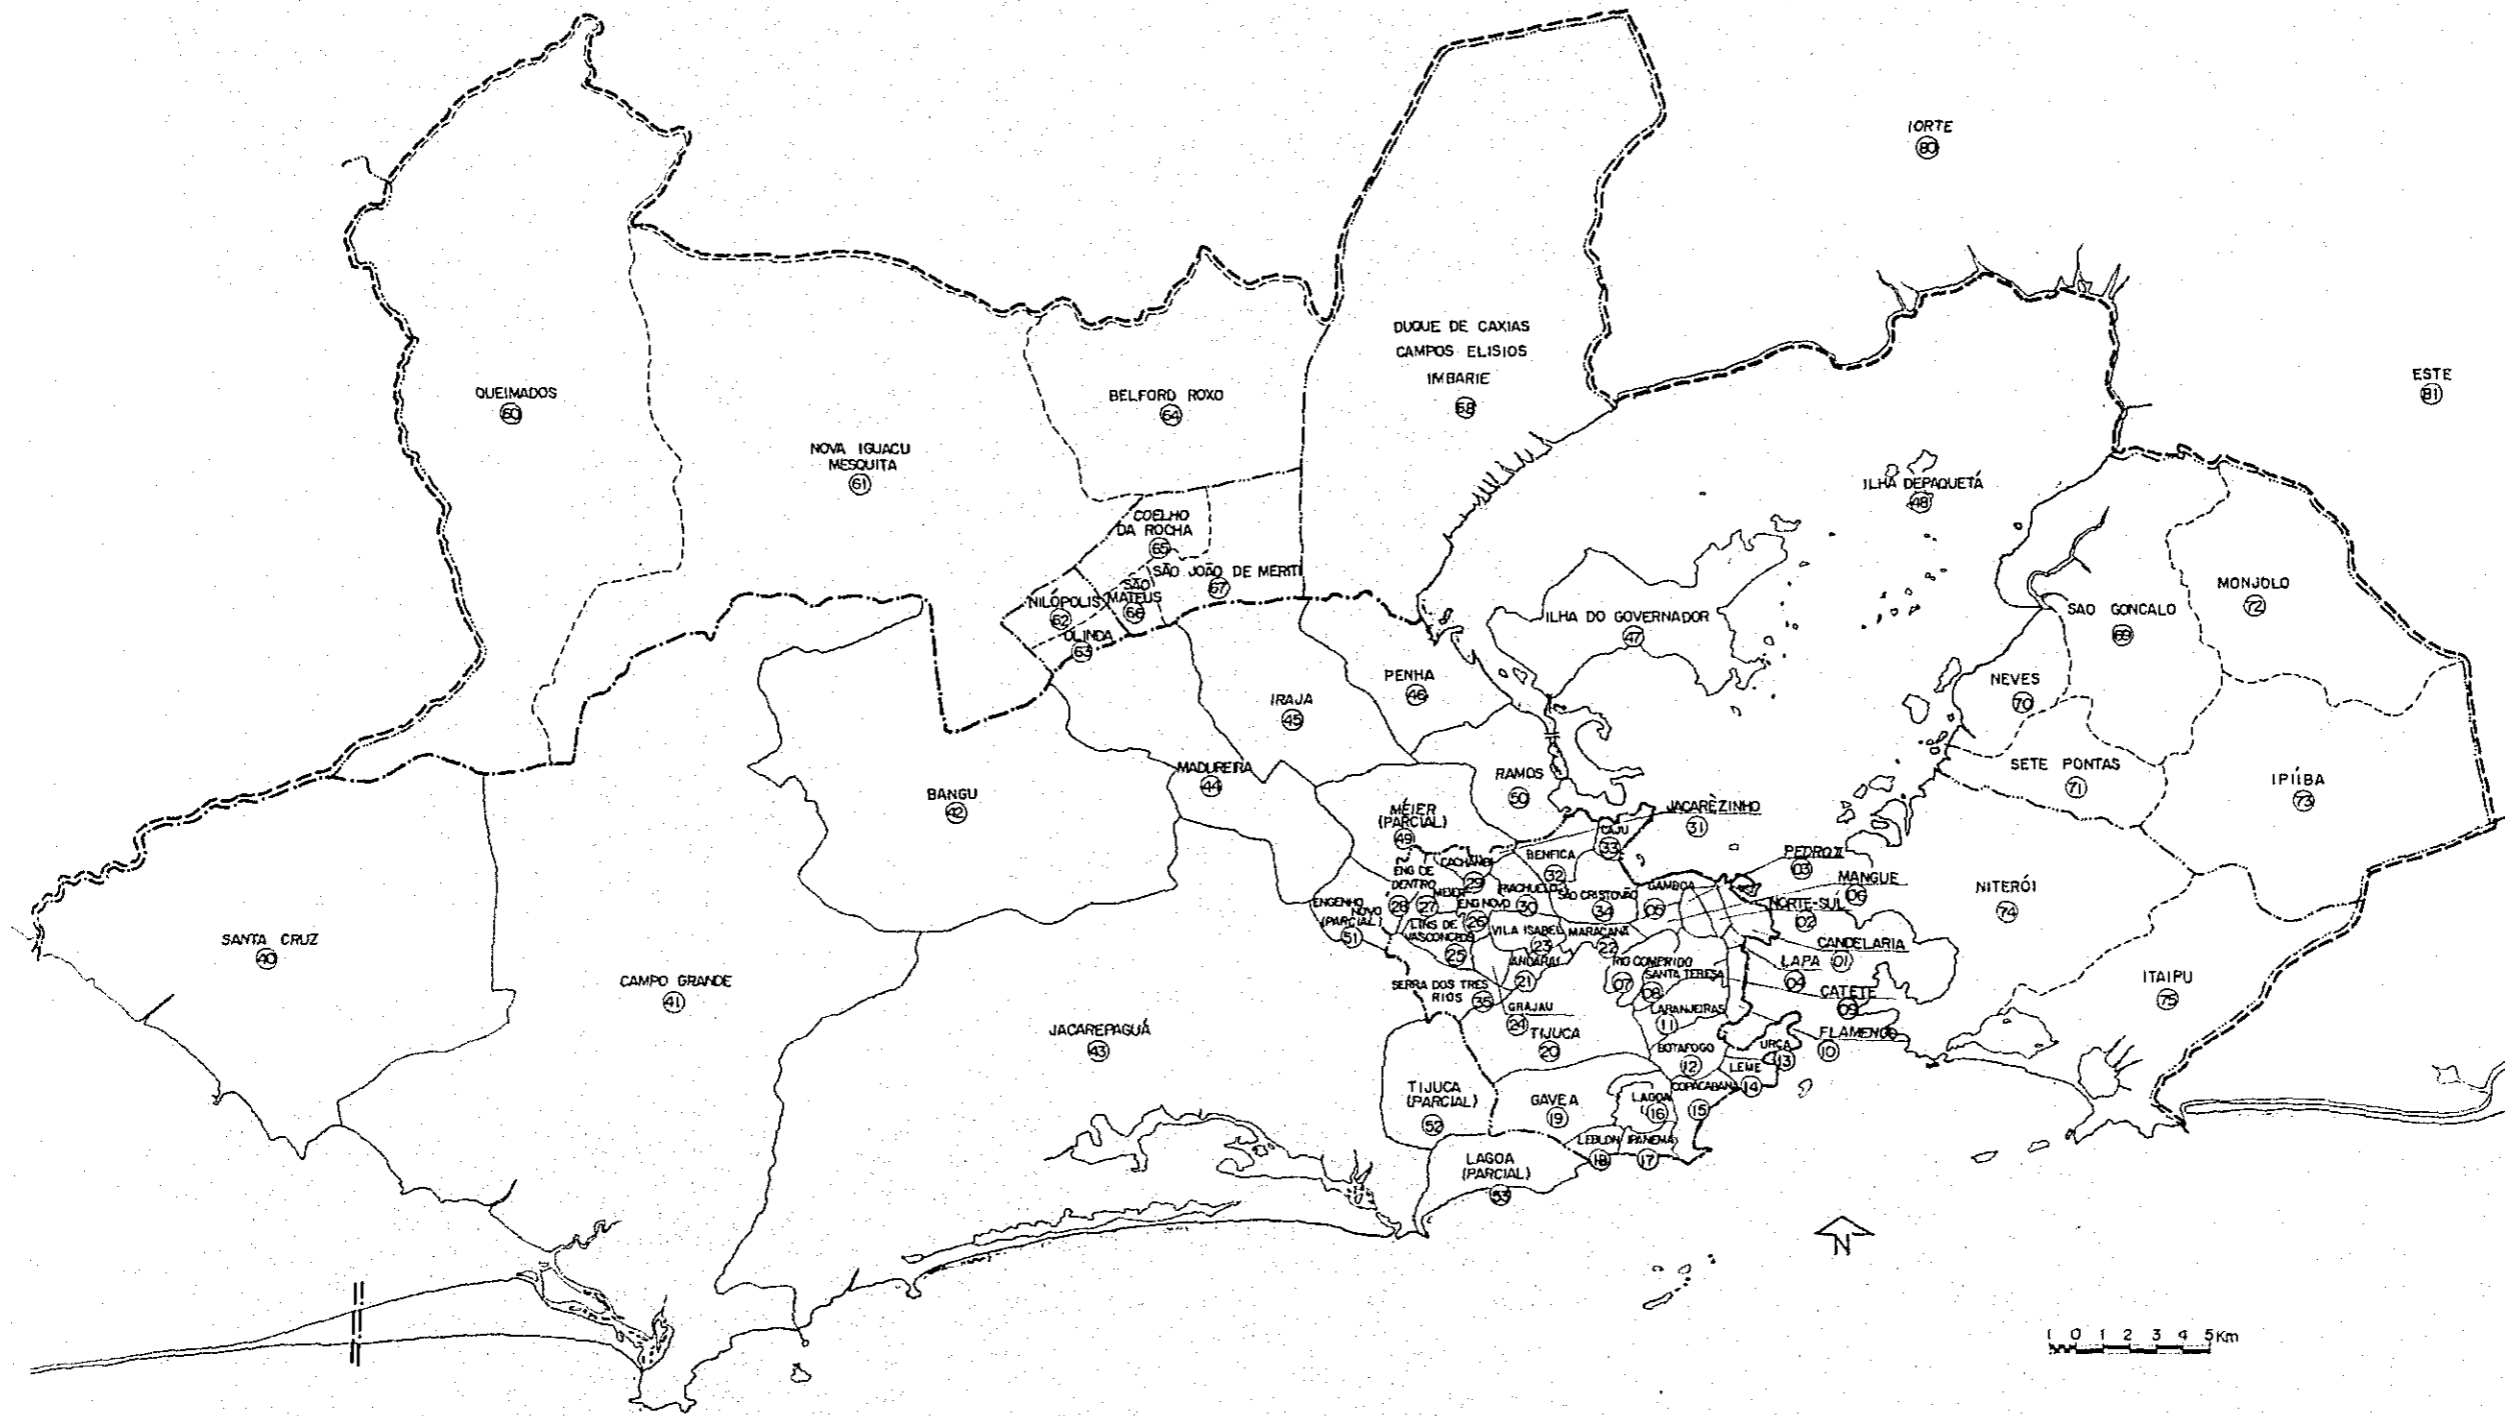 IORTE
80
DUQUE DE CAXIAS
CAMPOS ELISIOS
IMBARIE
68
ESTE
81
QUEIMADOS
60
BELFORD ROXO
64
NOVA IGUACU
MESQUITA
61
ILHA DEPAQUETÁ
48
COELHO
DA ROCHA
65
SÃO JOÃO DE MERITI
67
SÃO
MATEUS
66
NILÓPOLIS
62
OLINDA
63
MONJOLO
72
SAO GONCALO
69
ILHA DO GOVERNADOR
47
PENHA
46
NEVES
70
IRAJA
45
SETE PONTAS
71
IPIÍBA
73
MADUREIRA
44
RAMOS
50
BANGU
42
MÉIER
(PARCIAL)
49
JACARÈZINHO
31
CAJU
33
BENFICA
32
CACHAMBI
29
PEDRO II
03
ENG DE
DENTRO
28
MEIER
27
RIACHUELO
30
SÃO CRISTOVÃO
34
GAMBOA
05
MANGUE
06
NITERÓI
74
ENGENHO
NOVO
(PARCIAL)
51
ENG NOVO
26
NORTE-SUL
02
LINS DE
VASCONCELOS
25
VILA ISABEL
23
MARACANÃ
22
CANDELARIA
01
SANTA CRUZ
40
ANDARAI
21
RIO COMPRIDO
07
SANTA TERESA
08
LAPA
04
CAMPO GRANDE
41
SERRA DOS TRES
RIOS
35
CATETE
09
ITAIPU
75
GRAJAU
24
LARANJEIRAS
11
JACAREPAGUÁ
43
TIJUCA
20
FLAMENGO
10
BOTAFOGO
12
URCA
13
LEME
14
TIJUCA
(PARCIAL)
52
GAVEA
19
LAGOA
16
COPACABANA
15
LEBLON
18
IPANEMA
17
LAGOA
(PARCIAL)
53
N
1 0 1 2 3 4 5Km